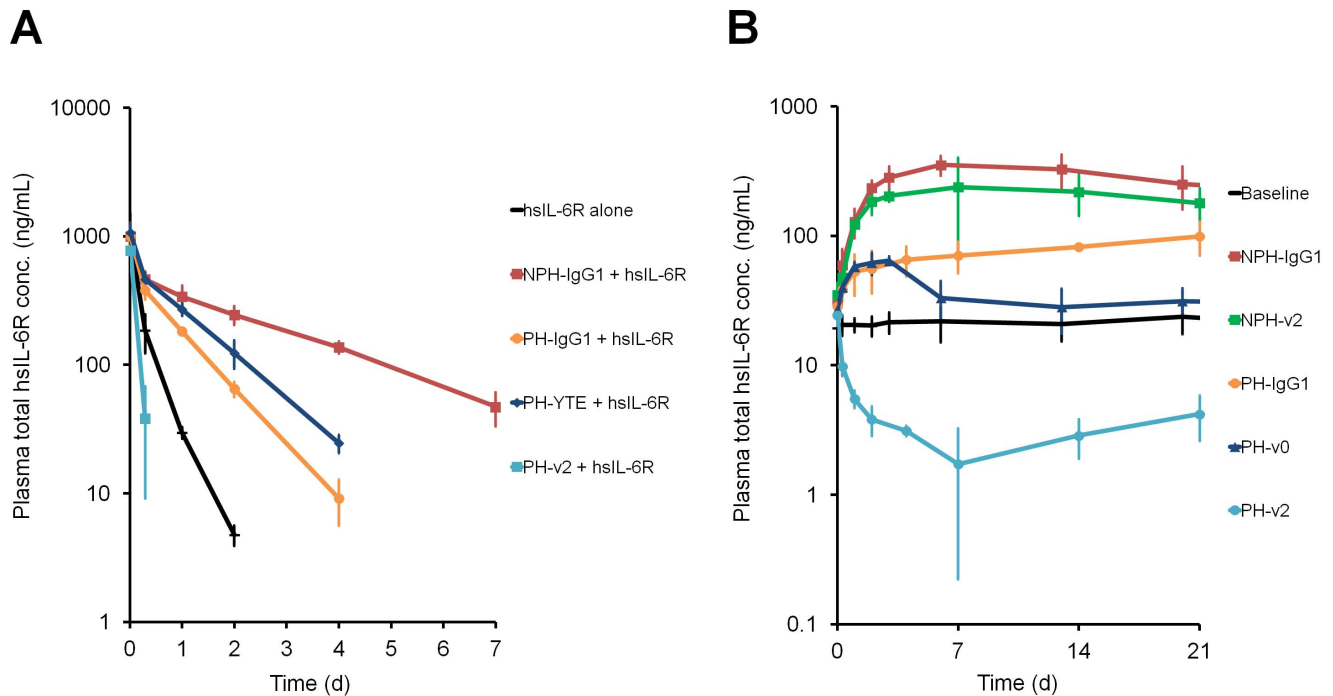 A
Plasma total hsIL-6R conc. (ng/mL)
10000
1000
100
10
1
0 1 2 3 4 5 6 7
Time (d)
hsIL-6R alone
NPH-IgG1 + hsIL-6R
PH-IgG1 + hsIL-6R
PH-YTE + hsIL-6R
PH-v2 + hsIL-6R
B
Plasma total hsIL-6R conc. (ng/mL)
1000
100
10
1
0.1
0 7 14 21
Time (d)
Baseline
NPH-IgG1
NPH-v2
PH-IgG1
PH-v0
PH-v2